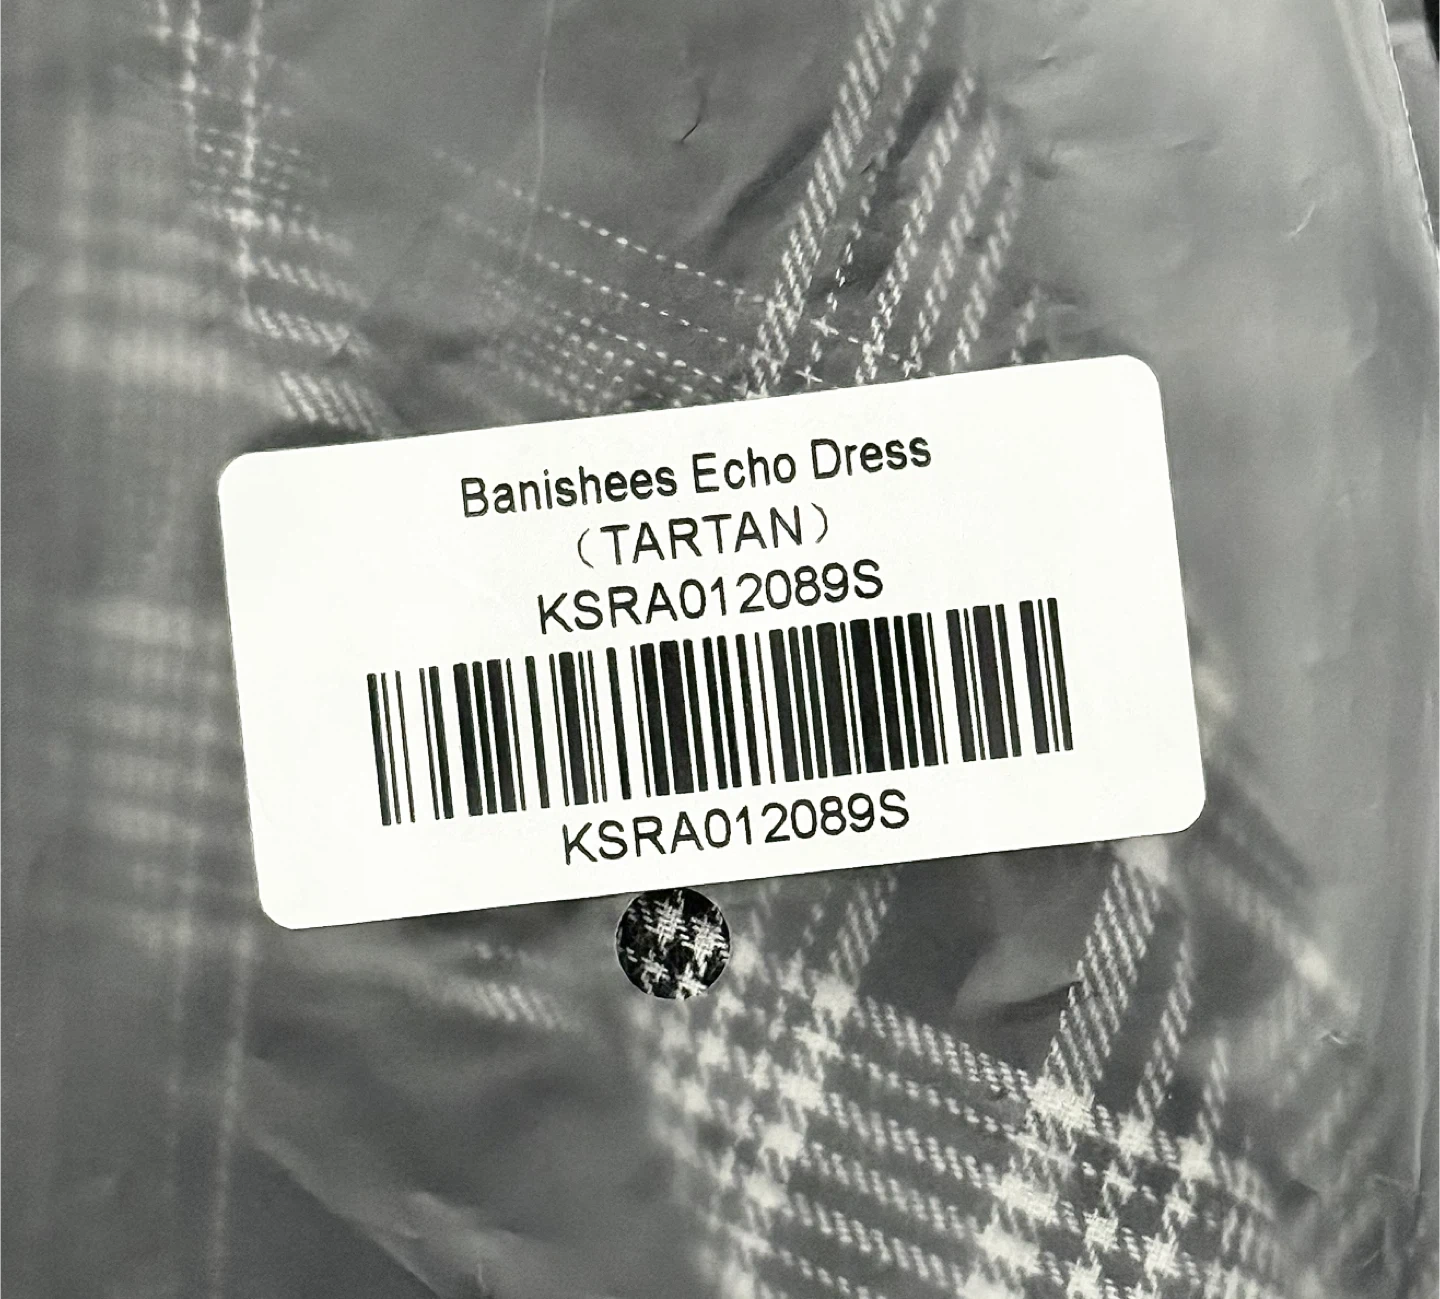 Banishees Echo Dress
（TARTAN）
KSRA012089S
KSRA012089S